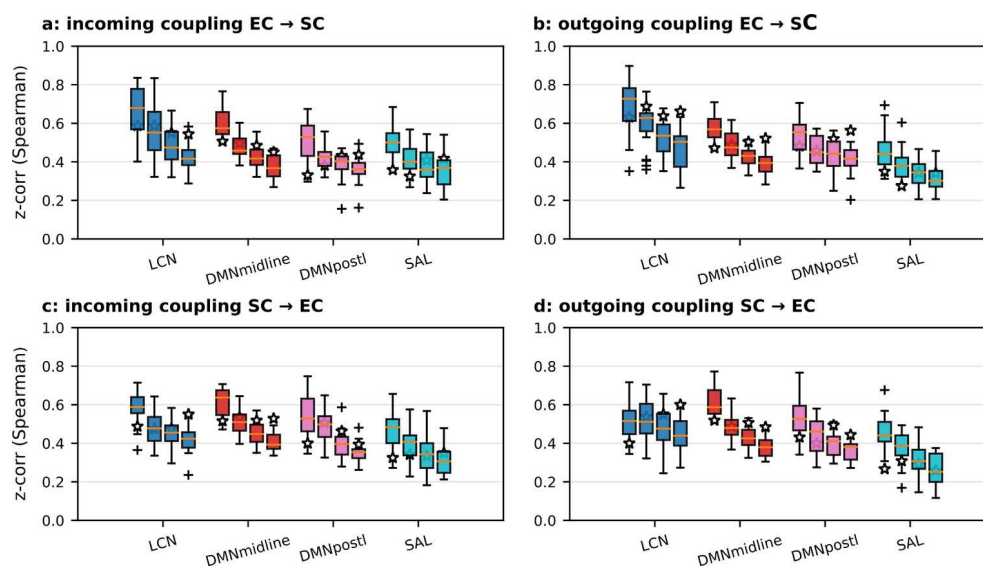 a: incoming coupling EC → SC
b: outgoing coupling EC → SC
1.0
0.8
0.6
0.4
0.2
0.0
z-corr (Spearman)
LCN
DMNmidline
DMNpostl
SAL
1.0
0.8
0.6
0.4
0.2
0.0
LCN
DMNmidline
DMNpostl
SAL
c: incoming coupling SC → EC
d: outgoing coupling SC → EC
1.0
0.8
0.6
0.4
0.2
0.0
z-corr (Spearman)
LCN
DMNmidline
DMNpostl
SAL
1.0
0.8
0.6
0.4
0.2
0.0
LCN
DMNmidline
DMNpostl
SAL